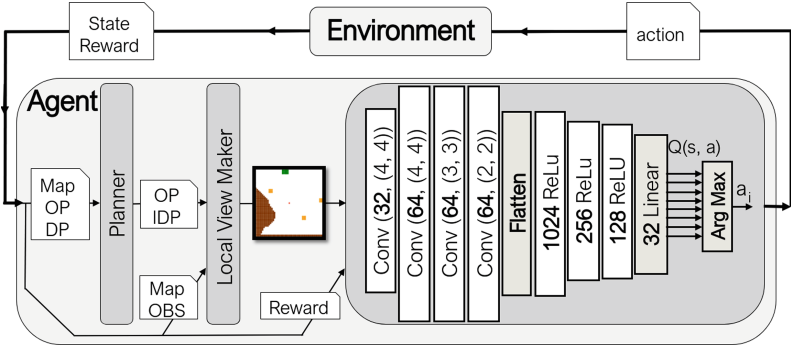 State
Reward
Environment
action
Agent
Map
OP
DP
Planner
OP
IDP
Map
OBS
Local View Maker
Reward
Conv (32, (4, 4))
Conv (64, (4, 4))
Conv (64, (3, 3))
Conv (64, (2, 2))
Flatten
1024 ReLu
256 ReLu
128 ReLU
32 Linear
Q(s, a)
Arg Max
a_i